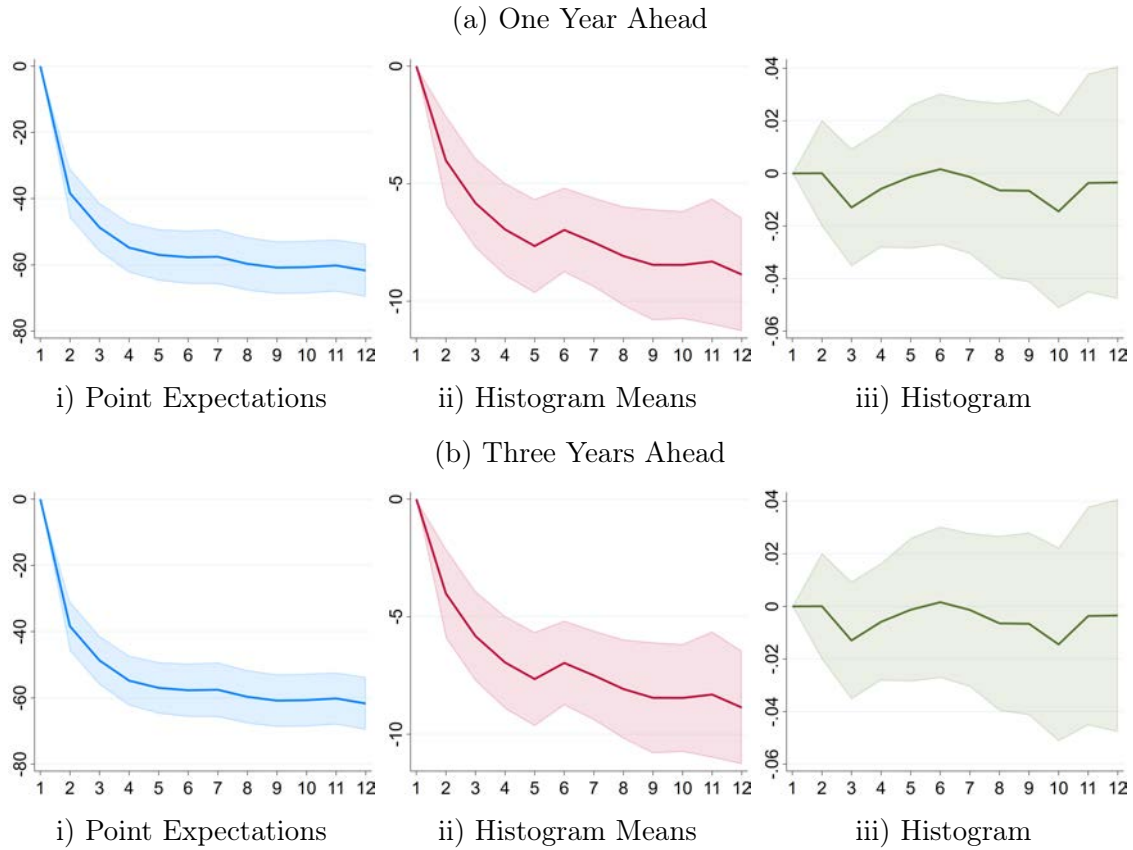 (a) One Year Ahead
0
-20
-40
-60
-80
1 2 3 4 5 6 7 8 9 10 11 12
0
-5
-10
1 2 3 4 5 6 7 8 9 10 11 12
.04
.02
0
-.02
-.04
-.06
1 2 3 4 5 6 7 8 9 10 11 12
i) Point Expectations
ii) Histogram Means
iii) Histogram
(b) Three Years Ahead
0
-20
-40
-60
-80
1 2 3 4 5 6 7 8 9 10 11 12
0
-5
-10
1 2 3 4 5 6 7 8 9 10 11 12
.04
.02
0
-.02
-.04
-.06
1 2 3 4 5 6 7 8 9 10 11 12
i) Point Expectations
ii) Histogram Means
iii) Histogram